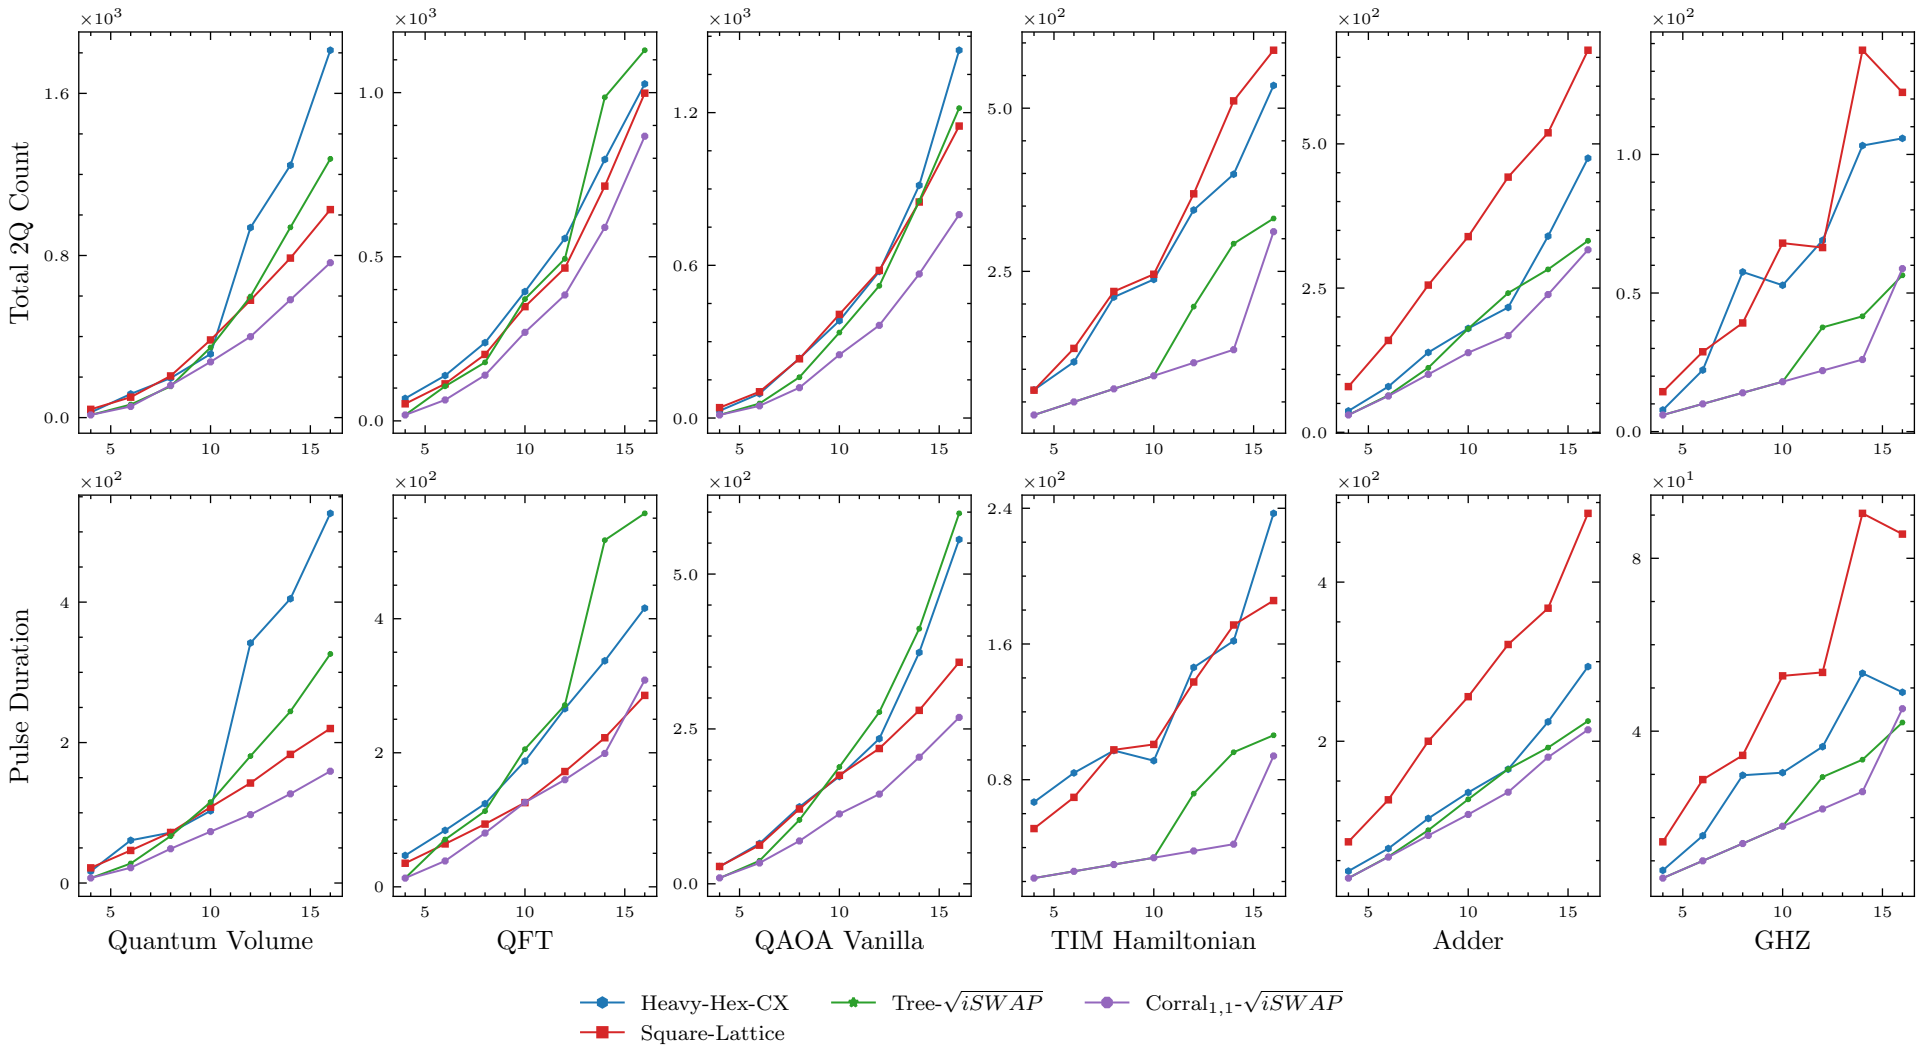 ×10³ ×10³ ×10³ ×10² ×10² ×10²
Total 2Q Count
1.6
0.8
0.0
5 10 15
1.0
0.5
0.0
5 10 15
1.2
0.6
0.0
5 10 15
5.0
2.5
5 10 15
5.0
2.5
0.0
5 10 15
1.0
0.5
0.0
5 10 15
×10² ×10² ×10² ×10² ×10² ×10¹
Pulse Duration
4
2
0
5 10 15
4
2
0
5 10 15
5.0
2.5
0.0
5 10 15
2.4
1.6
0.8
5 10 15
4
2
5 10 15
8
4
5 10 15
Quantum Volume QFT QAOA Vanilla TIM Hamiltonian Adder GHZ
Heavy-Hex-CX Tree-√iSWAP Corral₁,₁-√iSWAP
Square-Lattice